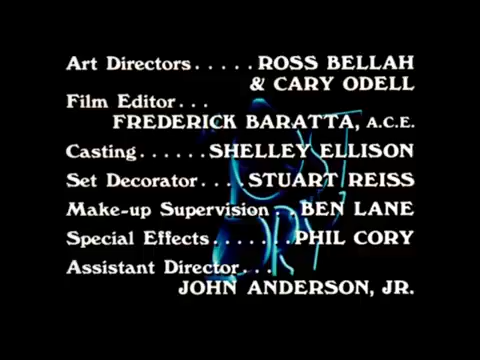 Art Directors.....ROSS BELLAH
& CARY ODELL
Film Editor...
FREDERICK BARATTA, A.C.E.
Casting......SHELLEY ELLISON
Set Decorator....STUART REISS
Make-up Supervision..BEN LANE
Special Effects.......PHIL CORY
Assistant Director...
JOHN ANDERSON, JR.